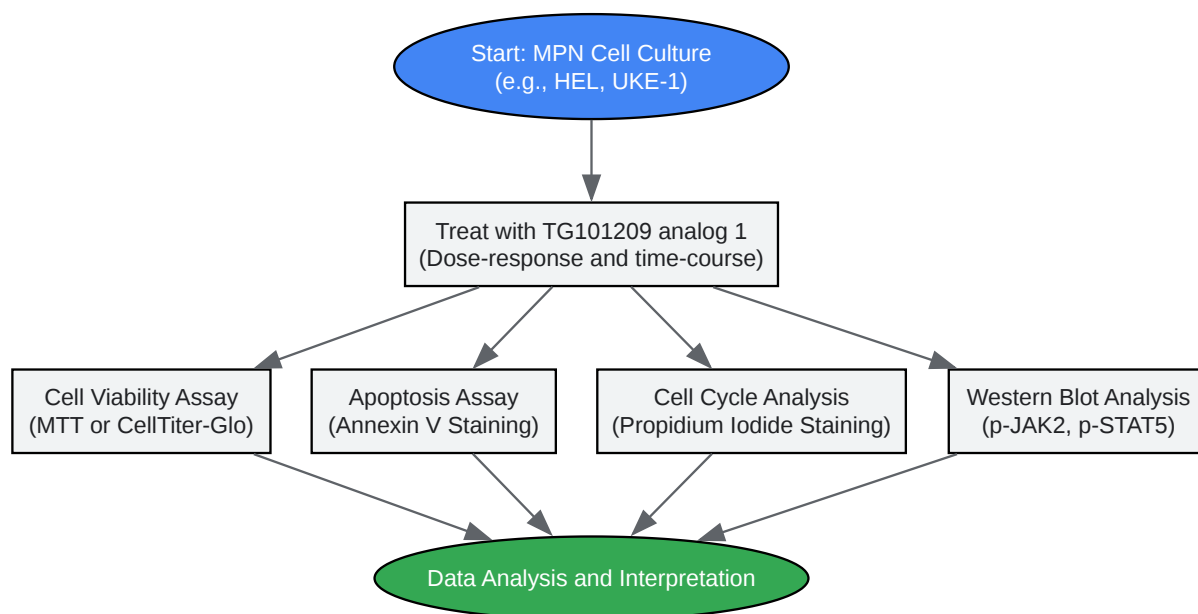 Start: MPN Cell Culture
(e.g., HEL, UKE-1)
Treat with TG101209 analog 1
(Dose-response and time-course)
Cell Viability Assay
(MTT or CellTiter-Glo)
Apoptosis Assay
(Annexin V Staining)
Cell Cycle Analysis
(Propidium Iodide Staining)
Western Blot Analysis
(p-JAK2, p-STAT5)
Data Analysis and Interpretation